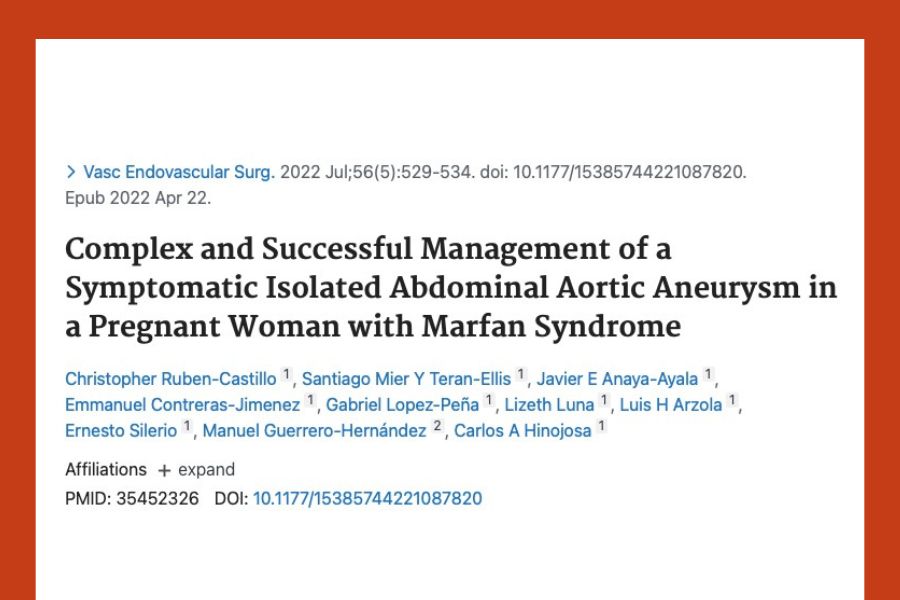 > Vasc Endovascular Surg. 2022 Jul;56(5):529-534. doi: 10.1177/15385744221087820.
Epub 2022 Apr 22.
Complex and Successful Management of a
Symptomatic Isolated Abdominal Aortic Aneurysm in
a Pregnant Woman with Marfan Syndrome
Christopher Ruben-Castillo 1, Santiago Mier Y Teran-Ellis 1, Javier E Anaya-Ayala 1,
Emmanuel Contreras-Jimenez 1, Gabriel Lopez-Peña 1, Lizeth Luna 1, Luis H Arzola 1,
Ernesto Silerio 1, Manuel Guerrero-Hernández 2, Carlos A Hinojosa 1
Affiliations + expand
PMID: 35452326 DOI: 10.1177/15385744221087820